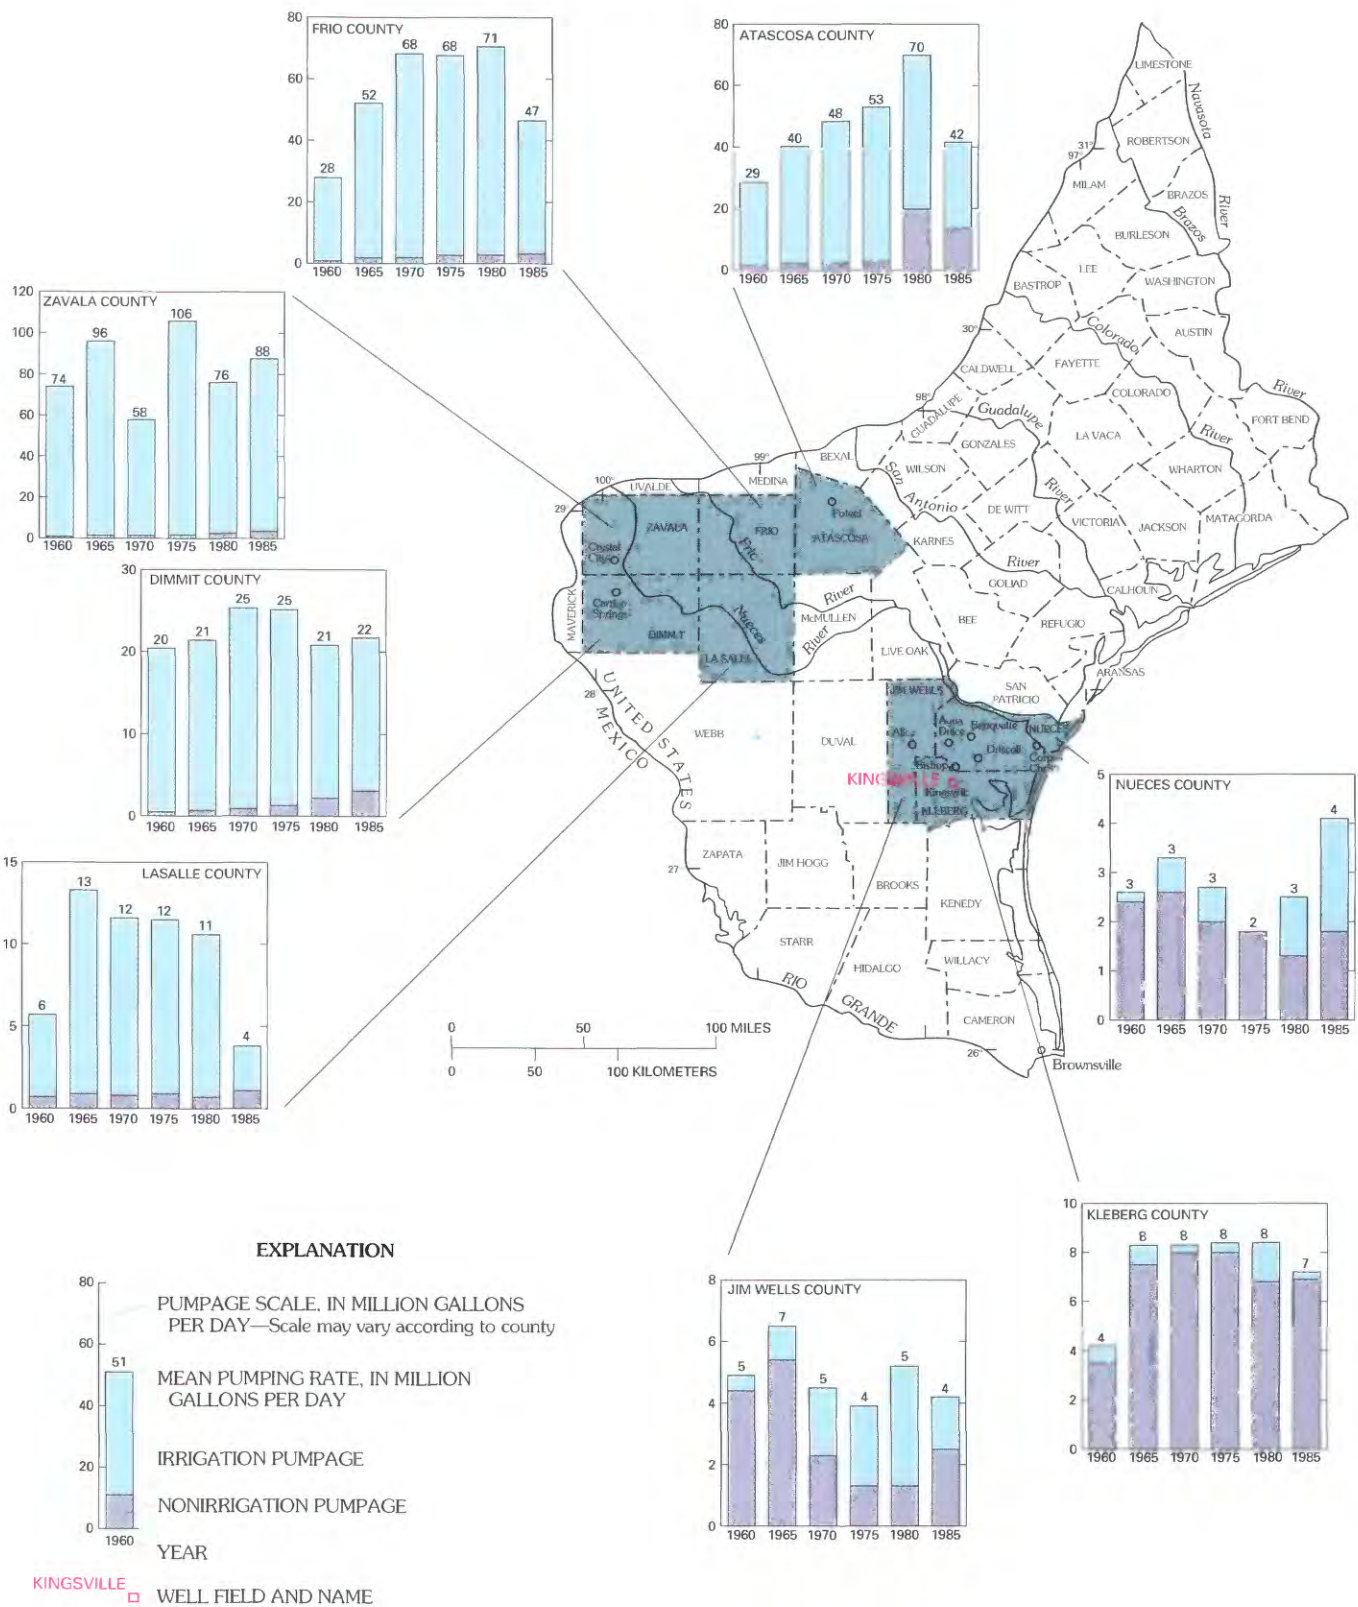 FRIO COUNTY
80
60
40
20
0
28
52
68
68
71
47
1960 1965 1970 1975 1980 1985
ATASCOSA COUNTY
80
60
40
20
0
29
40
48
53
70
42
1960 1965 1970 1975 1980 1985
ZAVALA COUNTY
120
100
80
60
40
20
0
74
96
58
106
76
88
1960 1965 1970 1975 1980 1985
DIMMIT COUNTY
30
20
10
0
20
21
25
25
21
22
1960 1965 1970 1975 1980 1985
LASALLE COUNTY
15
10
5
0
6
13
12
12
11
4
1960 1965 1970 1975 1980 1985
NUECES COUNTY
5
4
3
2
1
0
3
3
3
2
3
4
1960 1965 1970 1975 1980 1985
KLEBERG COUNTY
10
8
6
4
2
0
4
8
8
8
8
7
1960 1965 1970 1975 1980 1985
JIM WELLS COUNTY
8
6
4
2
0
5
7
5
4
5
4
1960 1965 1970 1975 1980 1985
LIMESTONE
Navasota
River
ROBERTSON
31°
97°
MILAM
BRAZOS
Brazos
BURLESON
LEE
WASHINGTON
BASTROP
30°
Colorado
AUSTIN
CALDWELL
FAYETTE
COLORADO
River
River
98°
GUADALUPE
Guadalupe
FORT BEND
GONZALES
LA VACA
BEXAL
WILSON
WHARTON
99°
MEDINA
UVALDE
100°
29
San
Antonio
River
DE WITT
VICTORIA
JACKSON
MATAGORDA
Poteet
ATASCOSA
ZAVALA
FRIO
Frio
Crystal
City
KARNES
River
GOLIAD
CALHOUN
Carrizo
Springs
MAVERICK
DIMMIT
Nueces
River
McMULLEN
River
BEE
REFUGIO
LA SALLE
LIVE OAK
ARANSAS
SAN
PATRICIO
28
UNITED STATES
MEXICO
JIM WELLS
WEBB
DUVAL
Alice
Agua
Dulce
Banquete
NUECES
Driscoll
Bishop
Corpus
Christi
KINGSVILLE
Kingsville
KLEBERG
ZAPATA
JIM HOGG
27
BROOKS
KENEDY
STARR
HIDALGO
WILLACY
RIO
GRANDE
CAMERON
26°
Brownsville
0 50 100 MILES
0 50 100 KILOMETERS
EXPLANATION
80
60
40
20
0
51
1960
PUMPAGE SCALE, IN MILLION GALLONS
PER DAY—Scale may vary according to county
MEAN PUMPING RATE, IN MILLION
GALLONS PER DAY
IRRIGATION PUMPAGE
NONIRRIGATION PUMPAGE
YEAR
KINGSVILLE
WELL FIELD AND NAME